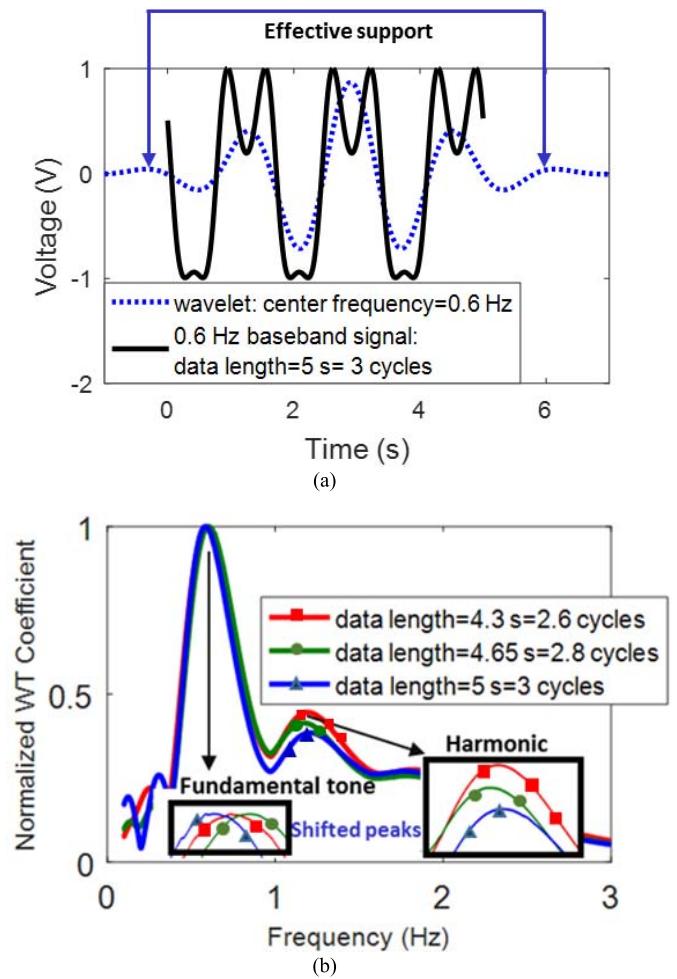 Effective support
Voltage (V)
1
0
-1
-2
wavelet: center frequency=0.6 Hz
0.6 Hz baseband signal:
data length=5 s= 3 cycles
0 2 4 6
Time (s)
(a)
Normalized WT Coefficient
1
0.5
0
data length=4.3 s=2.6 cycles
data length=4.65 s=2.8 cycles
data length=5 s=3 cycles
Harmonic
Fundamental tone
Shifted peaks
0 1 2 3
Frequency (Hz)
(b)